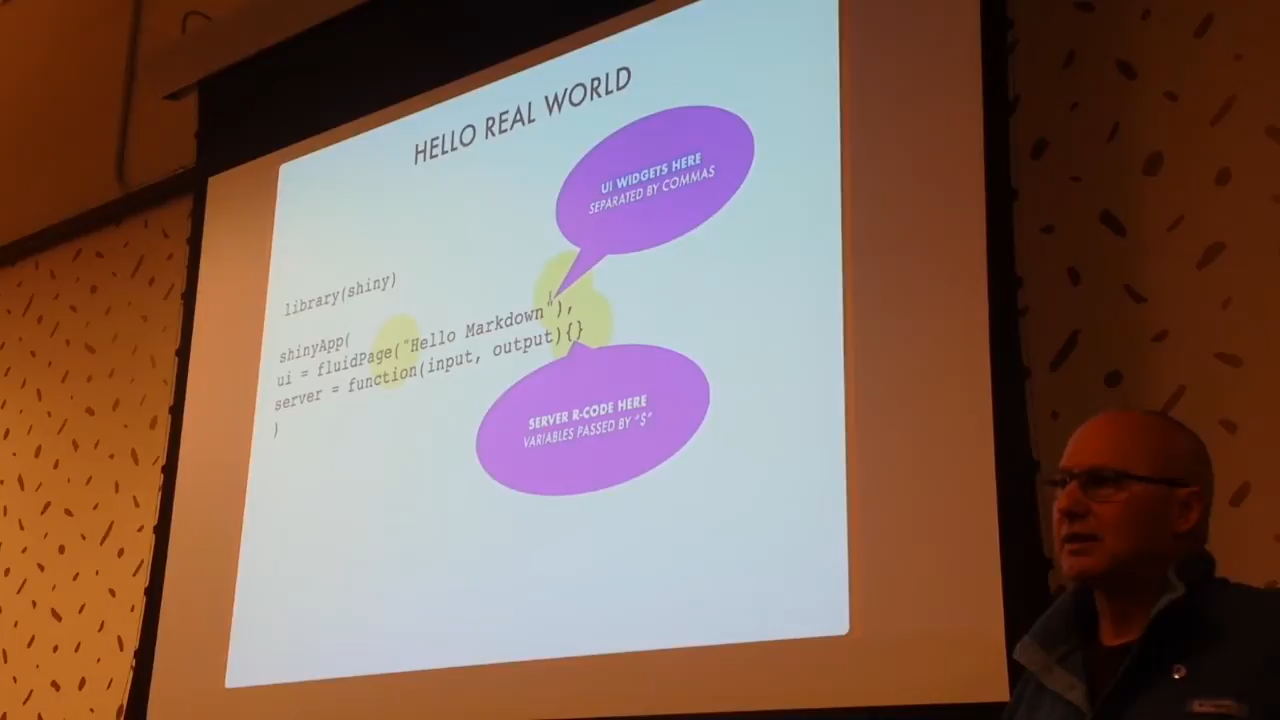 HELLO REAL WORLD
UI WIDGETS HERE
SEPARATED BY COMMAS
library(shiny)
shinyApp(
ui = fluidPage("Hello Markdown"),
server = function(input, output){}
)
SERVER R-CODE HERE
VARIABLES PASSED BY "$"